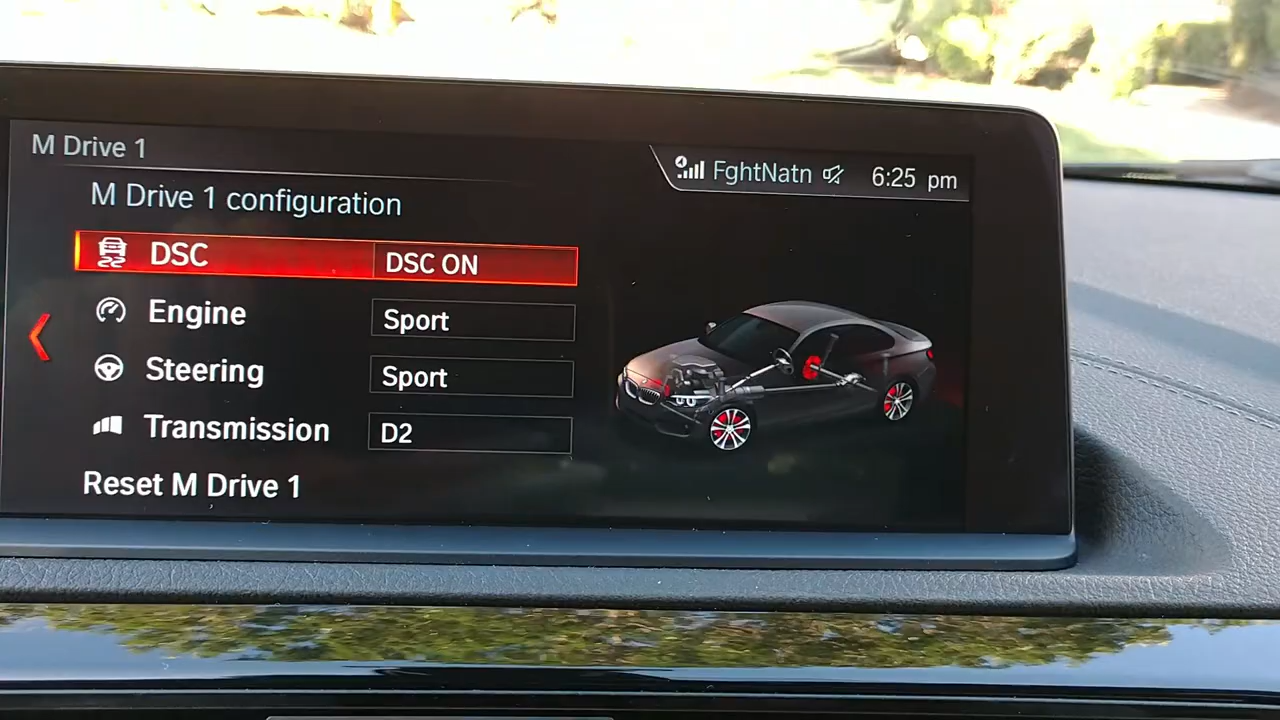 M Drive 1
FghtNatn 6:25 pm
M Drive 1 configuration
DSC DSC ON
Engine Sport
Steering Sport
Transmission D2
Reset M Drive 1